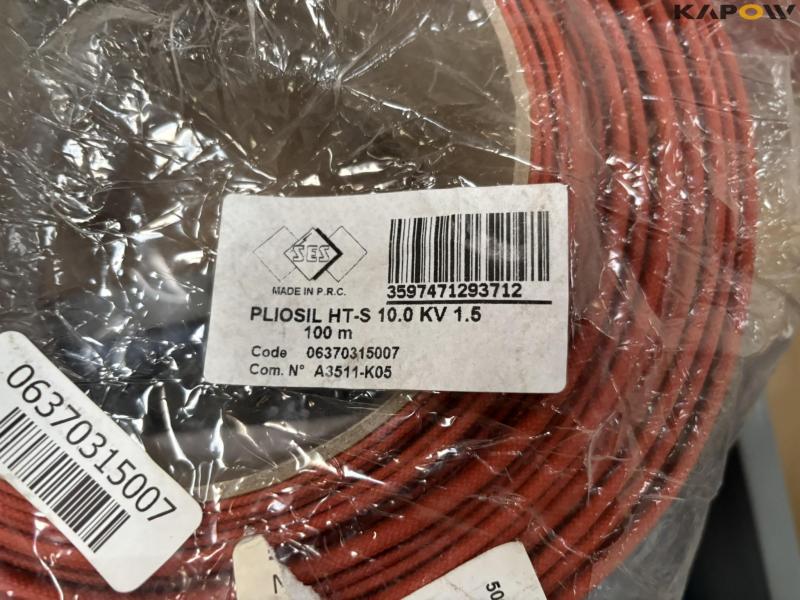 KAPOW
SES
MADE IN P.R.C.
3597471293712
PLIOSIL HT-S 10.0 KV 1.5
100 m
Code 06370315007
Com. N° A3511-K05
06370315007
50